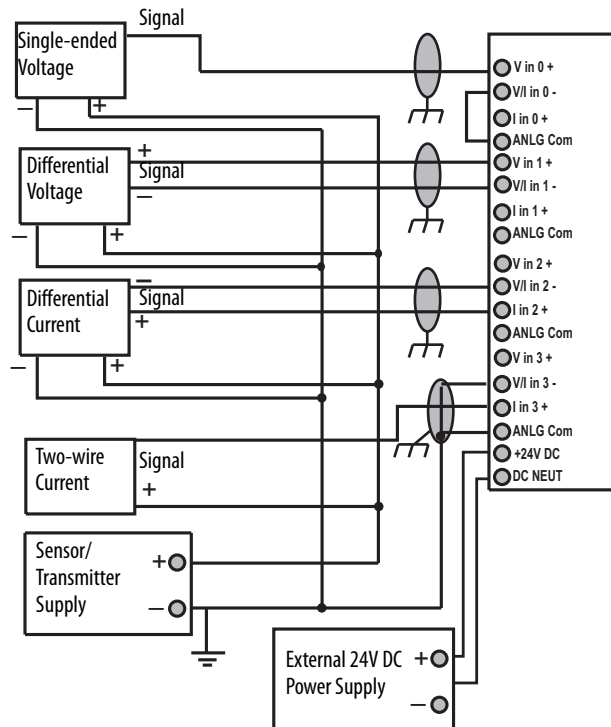 Signal
Single-ended
Voltage
− +
Differential
Voltage
+
Signal
−
− +
Differential
Current
−
Signal
+
− +
Two-wire
Current
Signal
+
Sensor/
Transmitter
Supply
+
−
External 24V DC
Power Supply
+
−
V in 0 +
V/I in 0 -
I in 0 +
ANLG Com
V in 1 +
V/I in 1 -
I in 1 +
ANLG Com
V in 2 +
V/I in 2 -
I in 2 +
ANLG Com
V in 3 +
V/I in 3 -
I in 3 +
ANLG Com
+24V DC
DC NEUT